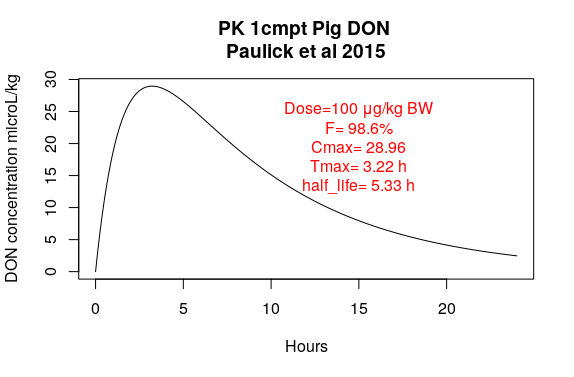 PK 1cmpt Pig DON
Paulick et al 2015
DON concentration microL/kg
30
25
20
15
10
5
0
Dose=100 µg/kg BW
F= 98.6%
Cmax= 28.96
Tmax= 3.22 h
half_life= 5.33 h
0 5 10 15 20
Hours